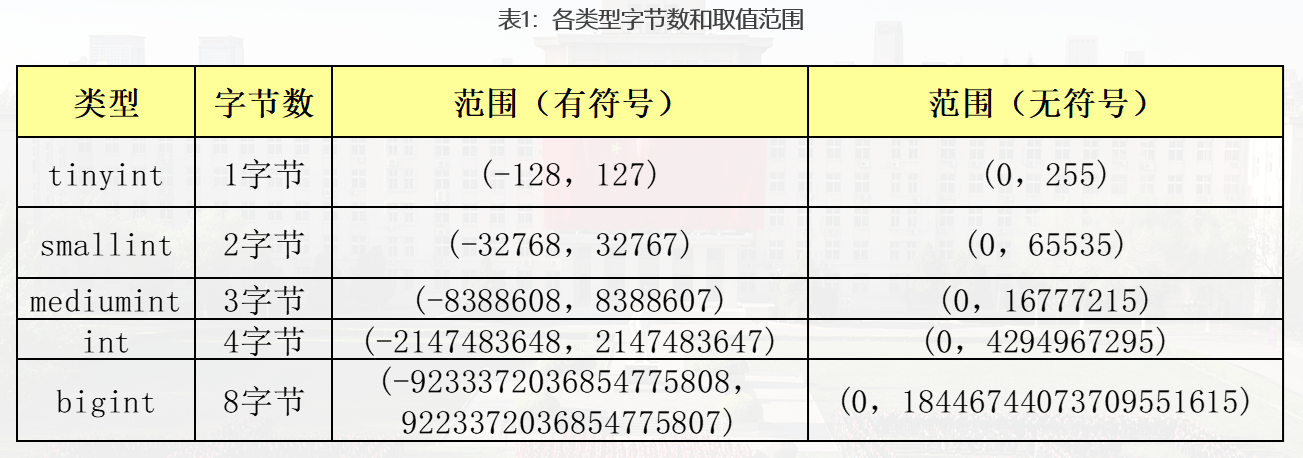 表1：各类型字节数和取值范围
类型 字节数 范围（有符号） 范围（无符号）
tinyint 1字节 (-128，127) (0，255)
smallint 2字节 (-32768，32767) (0，65535)
mediumint 3字节 (-8388608，8388607) (0，16777215)
int 4字节 (-2147483648，2147483647) (0，4294967295)
bigint 8字节 (-9233372036854775808， (0，18446744073709551615)
9223372036854775807)